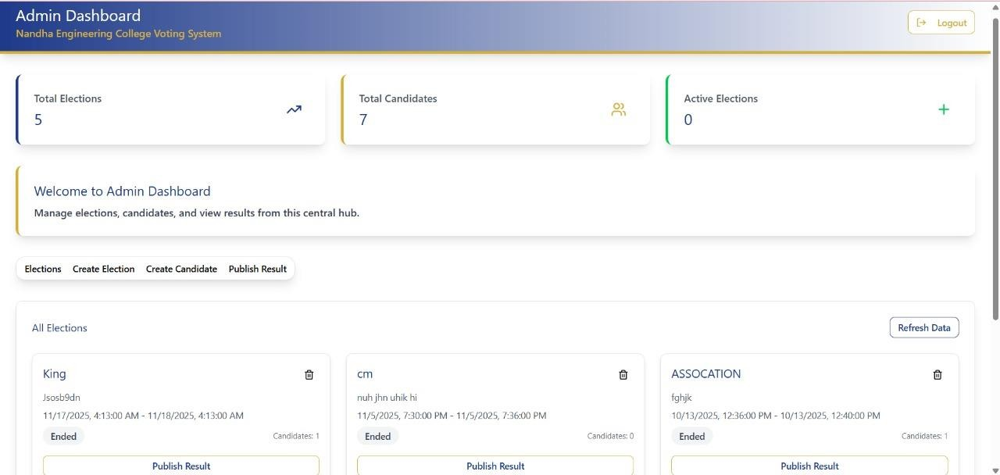 Admin Dashboard
Nandha Engineering College Voting System
Logout
Total Elections
5
Total Candidates
7
Active Elections
0
Welcome to Admin Dashboard
Manage elections, candidates, and view results from this central hub.
Elections Create Election Create Candidate Publish Result
All Elections
Refresh Data
King
Jsosb9dn
11/17/2025, 4:13:00 AM - 11/18/2025, 4:13:00 AM
Ended
Candidates: 1
Publish Result
cm
nuh jhn uhik hi
11/5/2025, 7:30:00 PM - 11/5/2025, 7:36:00 PM
Ended
Candidates: 0
Publish Result
ASSOCATION
fghjk
10/13/2025, 12:36:00 PM - 10/13/2025, 12:40:00 PM
Ended
Candidates: 1
Publish Result